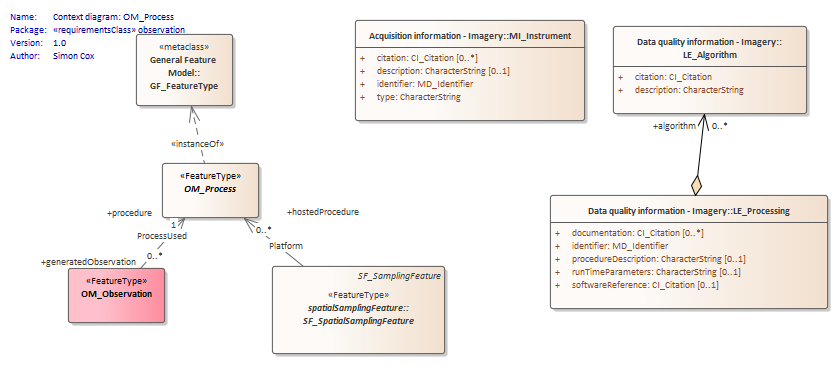 Name: Context diagram: OM_Process
Package: «requirementsClass» observation
Version: 1.0
Author: Simon Cox
«metaclass»
General Feature
Model::
GF_FeatureType
«instanceOf»
«FeatureType»
OM_Process
+procedure
1
ProcessUsed
0..*
+generatedObservation
«FeatureType»
OM_Observation
+hostedProcedure
0..*
Platform
SF_SamplingFeature
«FeatureType»
spatialSamplingFeature::
SF_SpatialSamplingFeature
Acquisition information - Imagery::MI_Instrument
+ citation: CI_Citation [0..*]
+ description: CharacterString [0..1]
+ identifier: MD_Identifier
+ type: CharacterString
Data quality information - Imagery::
LE_Algorithm
+ citation: CI_Citation
+ description: CharacterString
+algorithm 0..*
Data quality information - Imagery::LE_Processing
+ documentation: CI_Citation [0..*]
+ identifier: MD_Identifier
+ procedureDescription: CharacterString [0..1]
+ runTimeParameters: CharacterString [0..1]
+ softwareReference: CI_Citation [0..1]